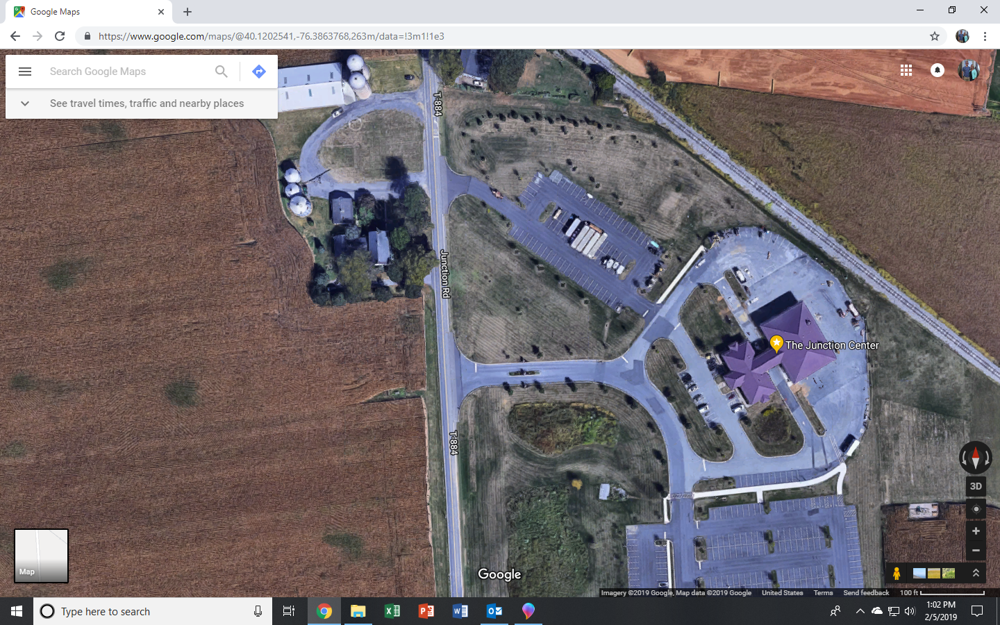 Google Maps
https://www.google.com/maps/@40.1202541,-76.3863768,263m/data=!3m1!1e3
Search Google Maps
See travel times, traffic and nearby places
T-884
Junction Rd
The Junction Center
T-884
3D
Map
Google
Imagery ©2019 Google, Map data ©2019 Google United States Terms Send feedback 100 ft
Type here to search
1:02 PM
2/5/2019